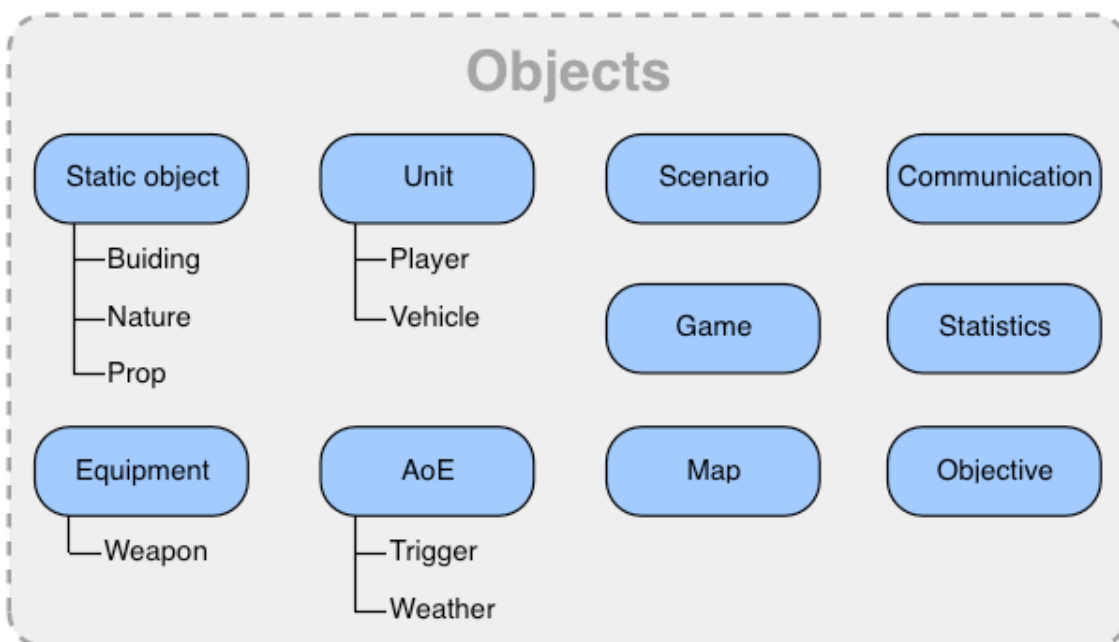 Objects
Static object
Buiding
Nature
Prop
Unit
Player
Vehicle
Scenario
Communication
Game
Statistics
Equipment
Weapon
AoE
Trigger
Weather
Map
Objective